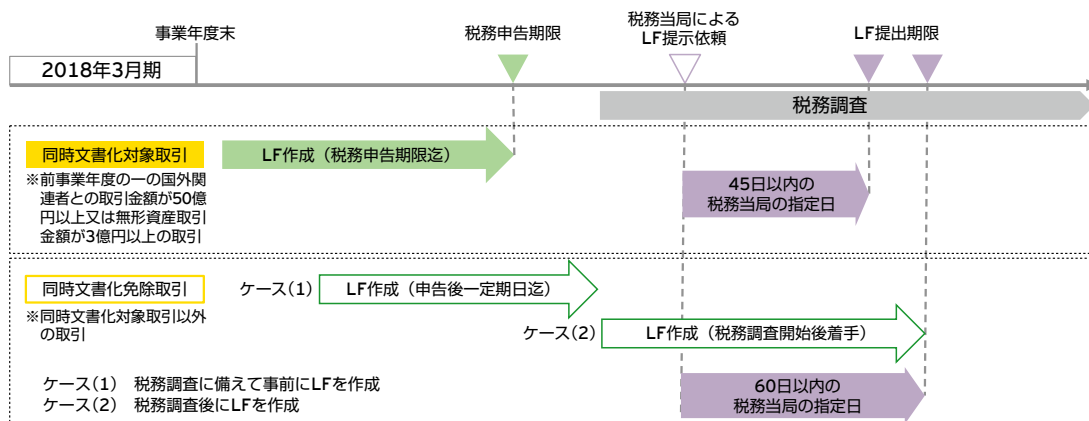 事業年度末
税務申告期限
税務当局による
LF提示依頼
LF提出期限
2018年3月期
税務調査
同時文書化対象取引
LF作成（税務申告期限迄）
※前事業年度の一の国外関
連者との取引金額が50億
円以上又は無形資産取引
金額が3億円以上の取引
45日以内の
税務当局の指定日
同時文書化免除取引
ケース(1)
LF作成（申告後一定期日迄）
※同時文書化対象取引以外
の取引
ケース(2)
LF作成（税務調査開始後着手）
ケース(1)　税務調査に備えて事前にLFを作成
ケース(2)　税務調査後にLFを作成
60日以内の
税務当局の指定日